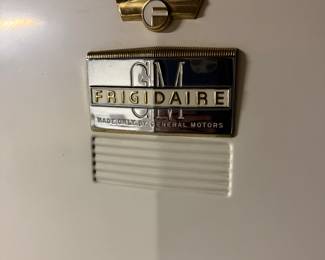 GM
FRIGIDAIRE
MADE ONLY BY GENERAL MOTORS